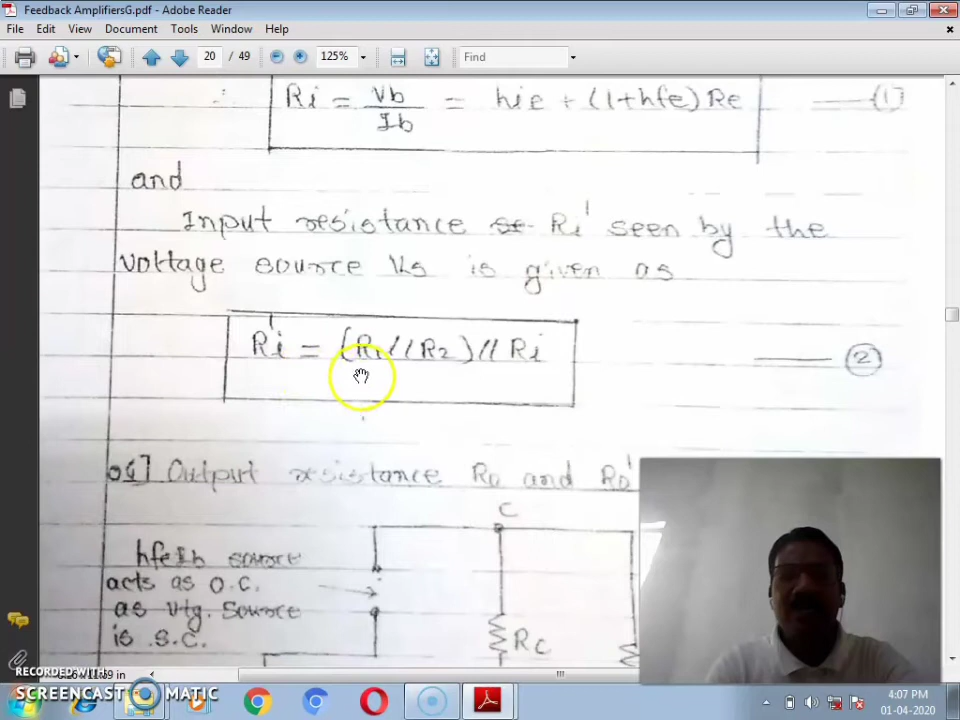 Feedback AmplifiersG.pdf - Adobe Reader
File Edit View Document Tools Window Help
20 / 49 125% Find
Ri = Vb / Ib = hie + (1+hfe) Re (1)
and
Input resistance Ri' seen by the
voltage source Vs is given as
Ri' = (R1//R2)//Ri (2)
Output resistance Ro and Ro'
C
hfeIb source
acts as O.C.
as vtg. source
is S.C.
RC
RECORDED WITH
SCREENCAST MATIC
11.69 in
4:07 PM
01-04-2020